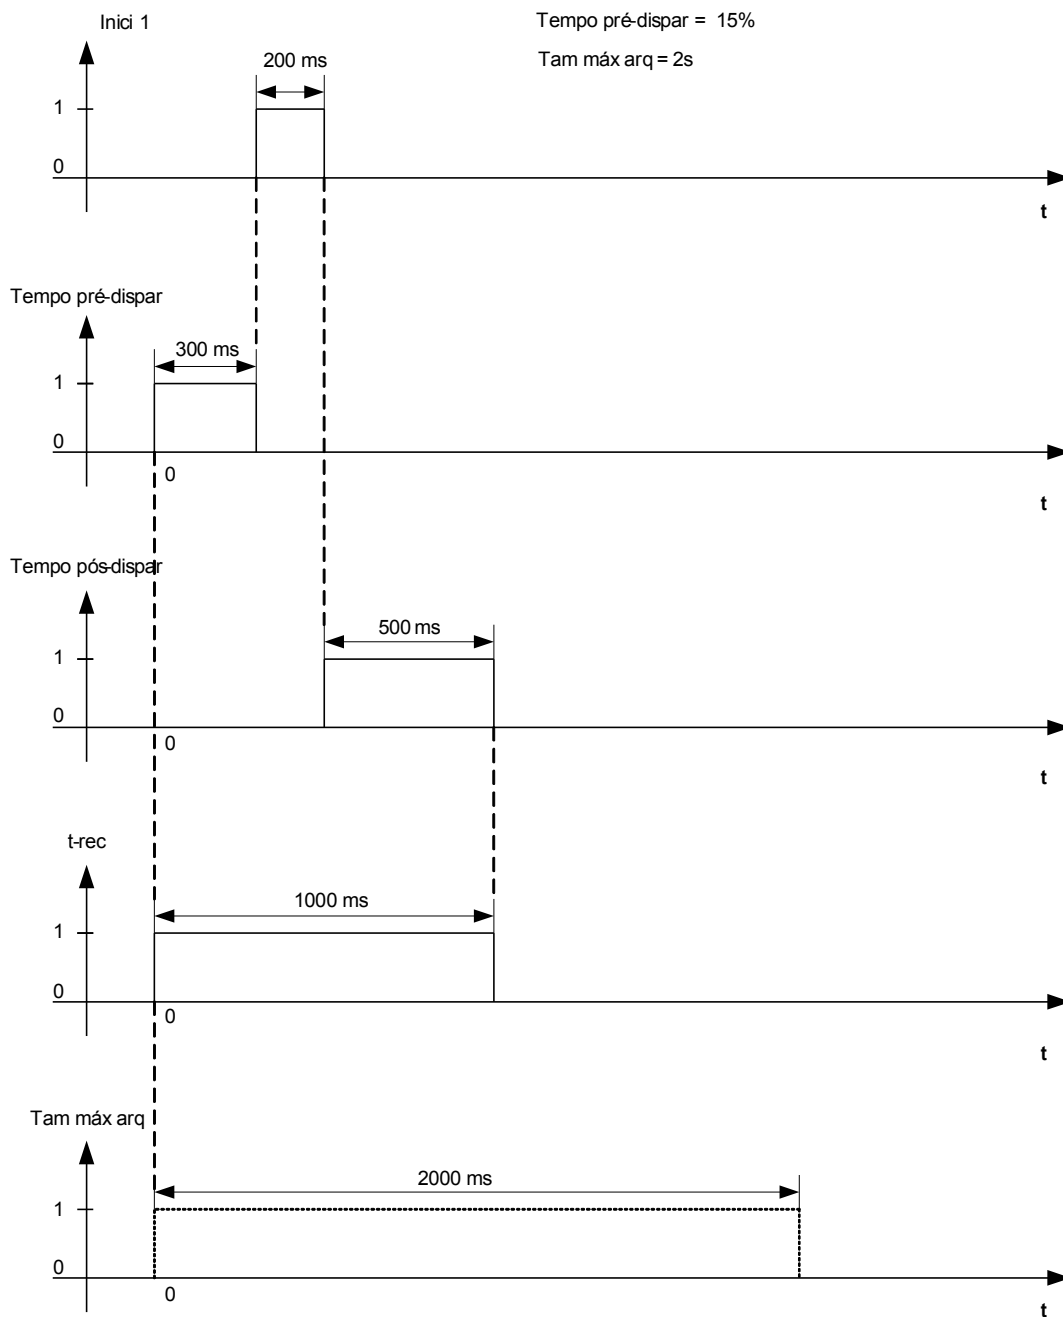 Inici 1
Tempo pré-dispar = 15%
Tam máx arq = 2s
200 ms
1
0
t
Tempo pré-dispar
300 ms
1
0
0
t
Tempo pós-dispar
500 ms
1
0
0
t
t-rec
1000 ms
1
0
0
t
Tam máx arq
2000 ms
1
0
0
t